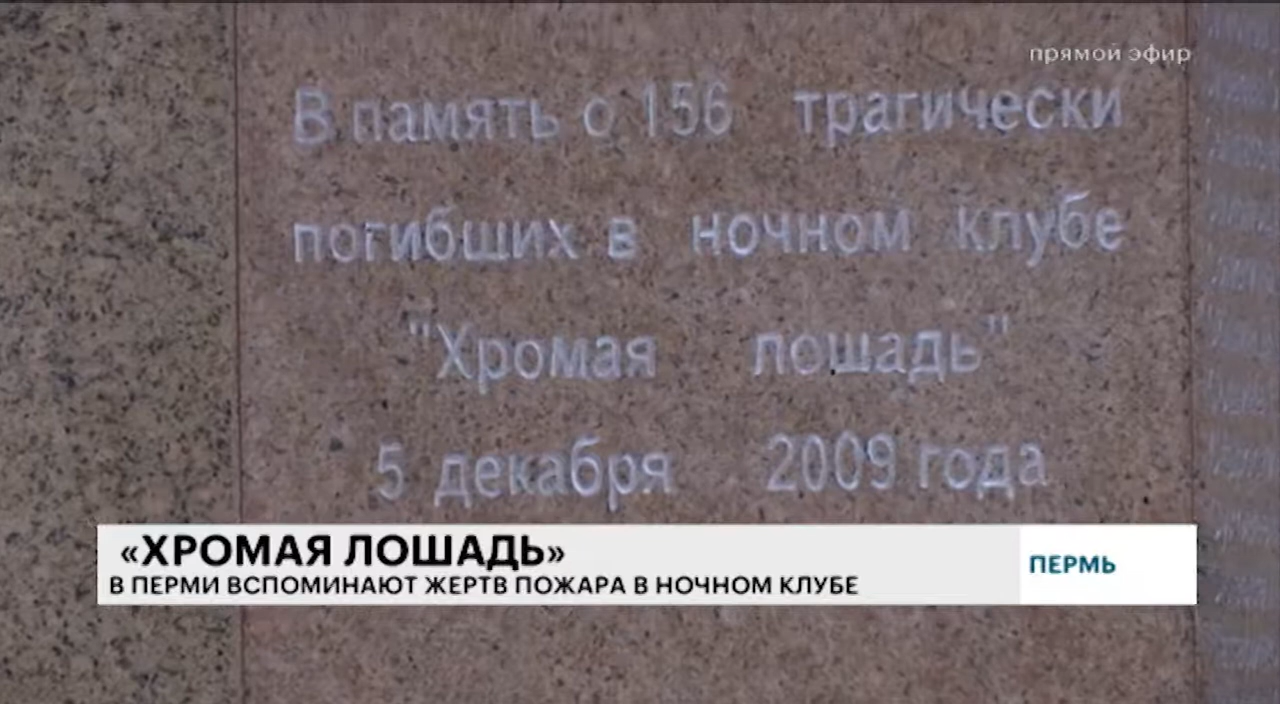 прямой эфир
В память о 156 трагически
погибших в ночном клубе
"Хромая лошадь"
5 декабря 2009 года
«ХРОМАЯ ЛОШАДЬ»
В ПЕРМИ ВСПОМИНАЮТ ЖЕРТВ ПОЖАРА В НОЧНОМ КЛУБЕ
ПЕРМЬ